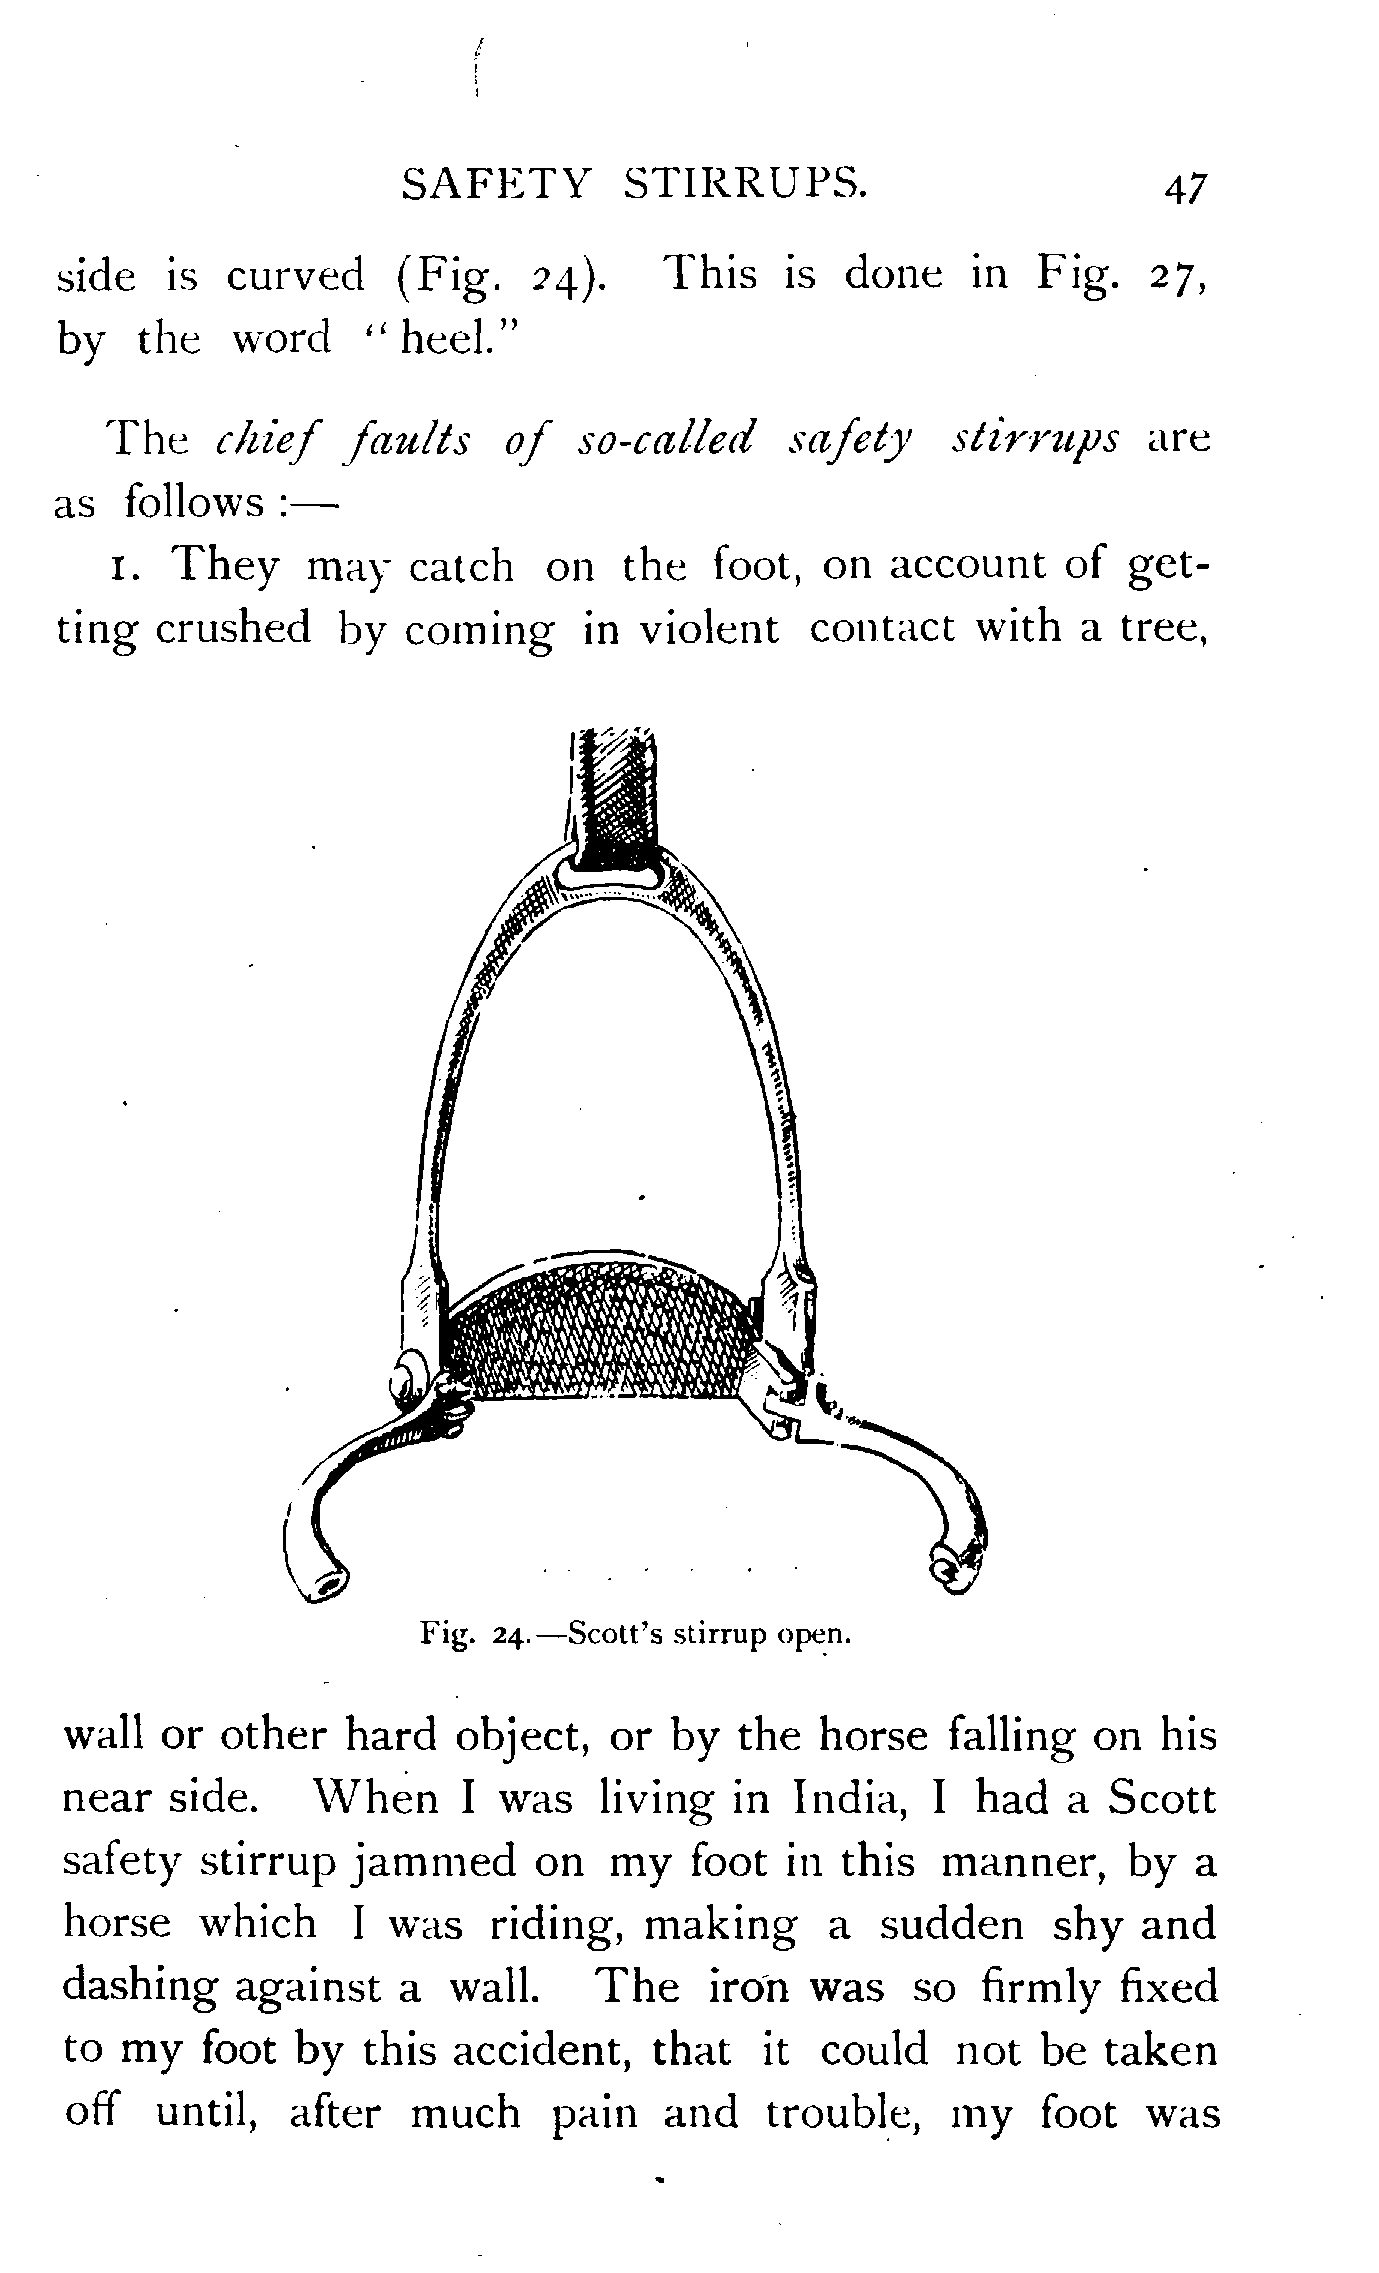 SAFETY STIRRUPS. 47
side is curved (Fig. 24). This is done in Fig. 27,
by the word “heel.”
The chief faults of so-called safety stirrups are
as follows :—
1. They may catch on the foot, on account of get-
ting crushed by coming in violent contact with a tree,
Fig. 24.—Scott’s stirrup open.
wall or other hard object, or by the horse falling on his
near side. When I was living in India, I had a Scott
safety stirrup jammed on my foot in this manner, by a
horse which I was riding, making a sudden shy and
dashing against a wall. The iron was so firmly fixed
to my foot by this accident, that it could not be taken
off until, after much pain and trouble, my foot was